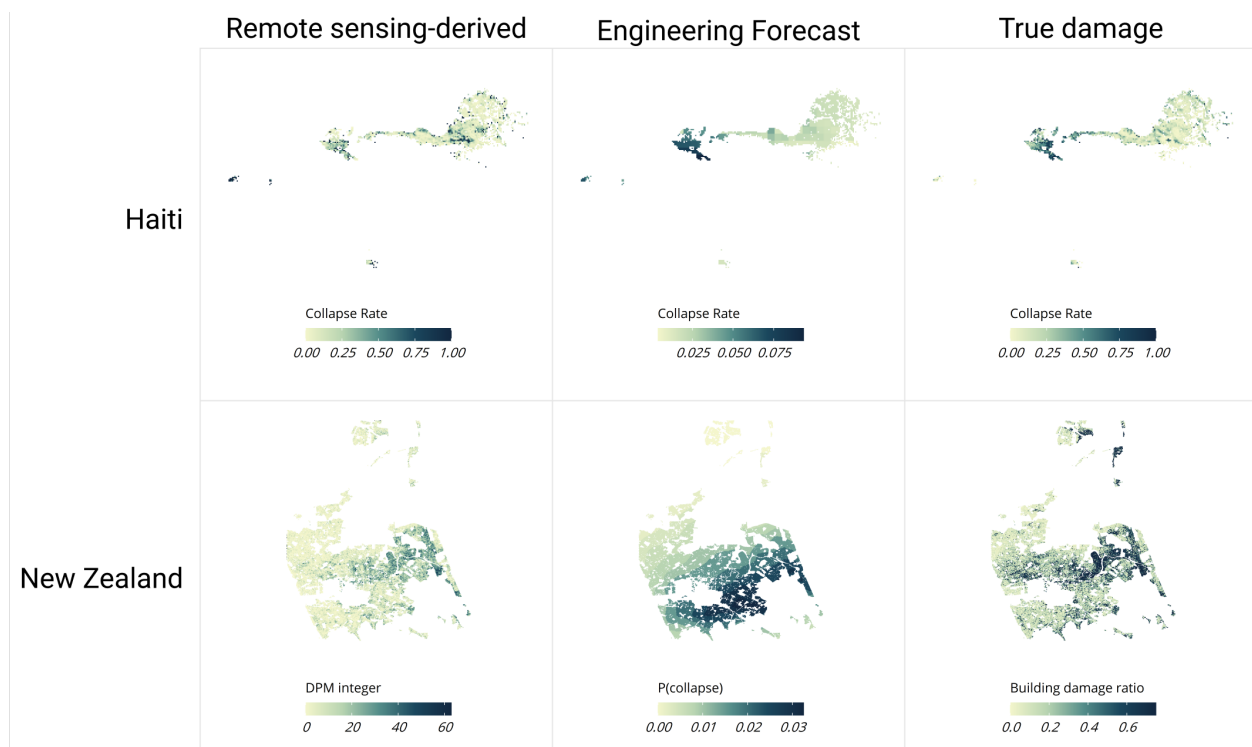 Remote sensing-derived
Engineering Forecast
True damage
Haiti
Collapse Rate
0.00 0.25 0.50 0.75 1.00
Collapse Rate
0.025 0.050 0.075
Collapse Rate
0.00 0.25 0.50 0.75 1.00
New Zealand
DPM integer
0 20 40 60
P(collapse)
0.00 0.01 0.02 0.03
Building damage ratio
0.0 0.2 0.4 0.6